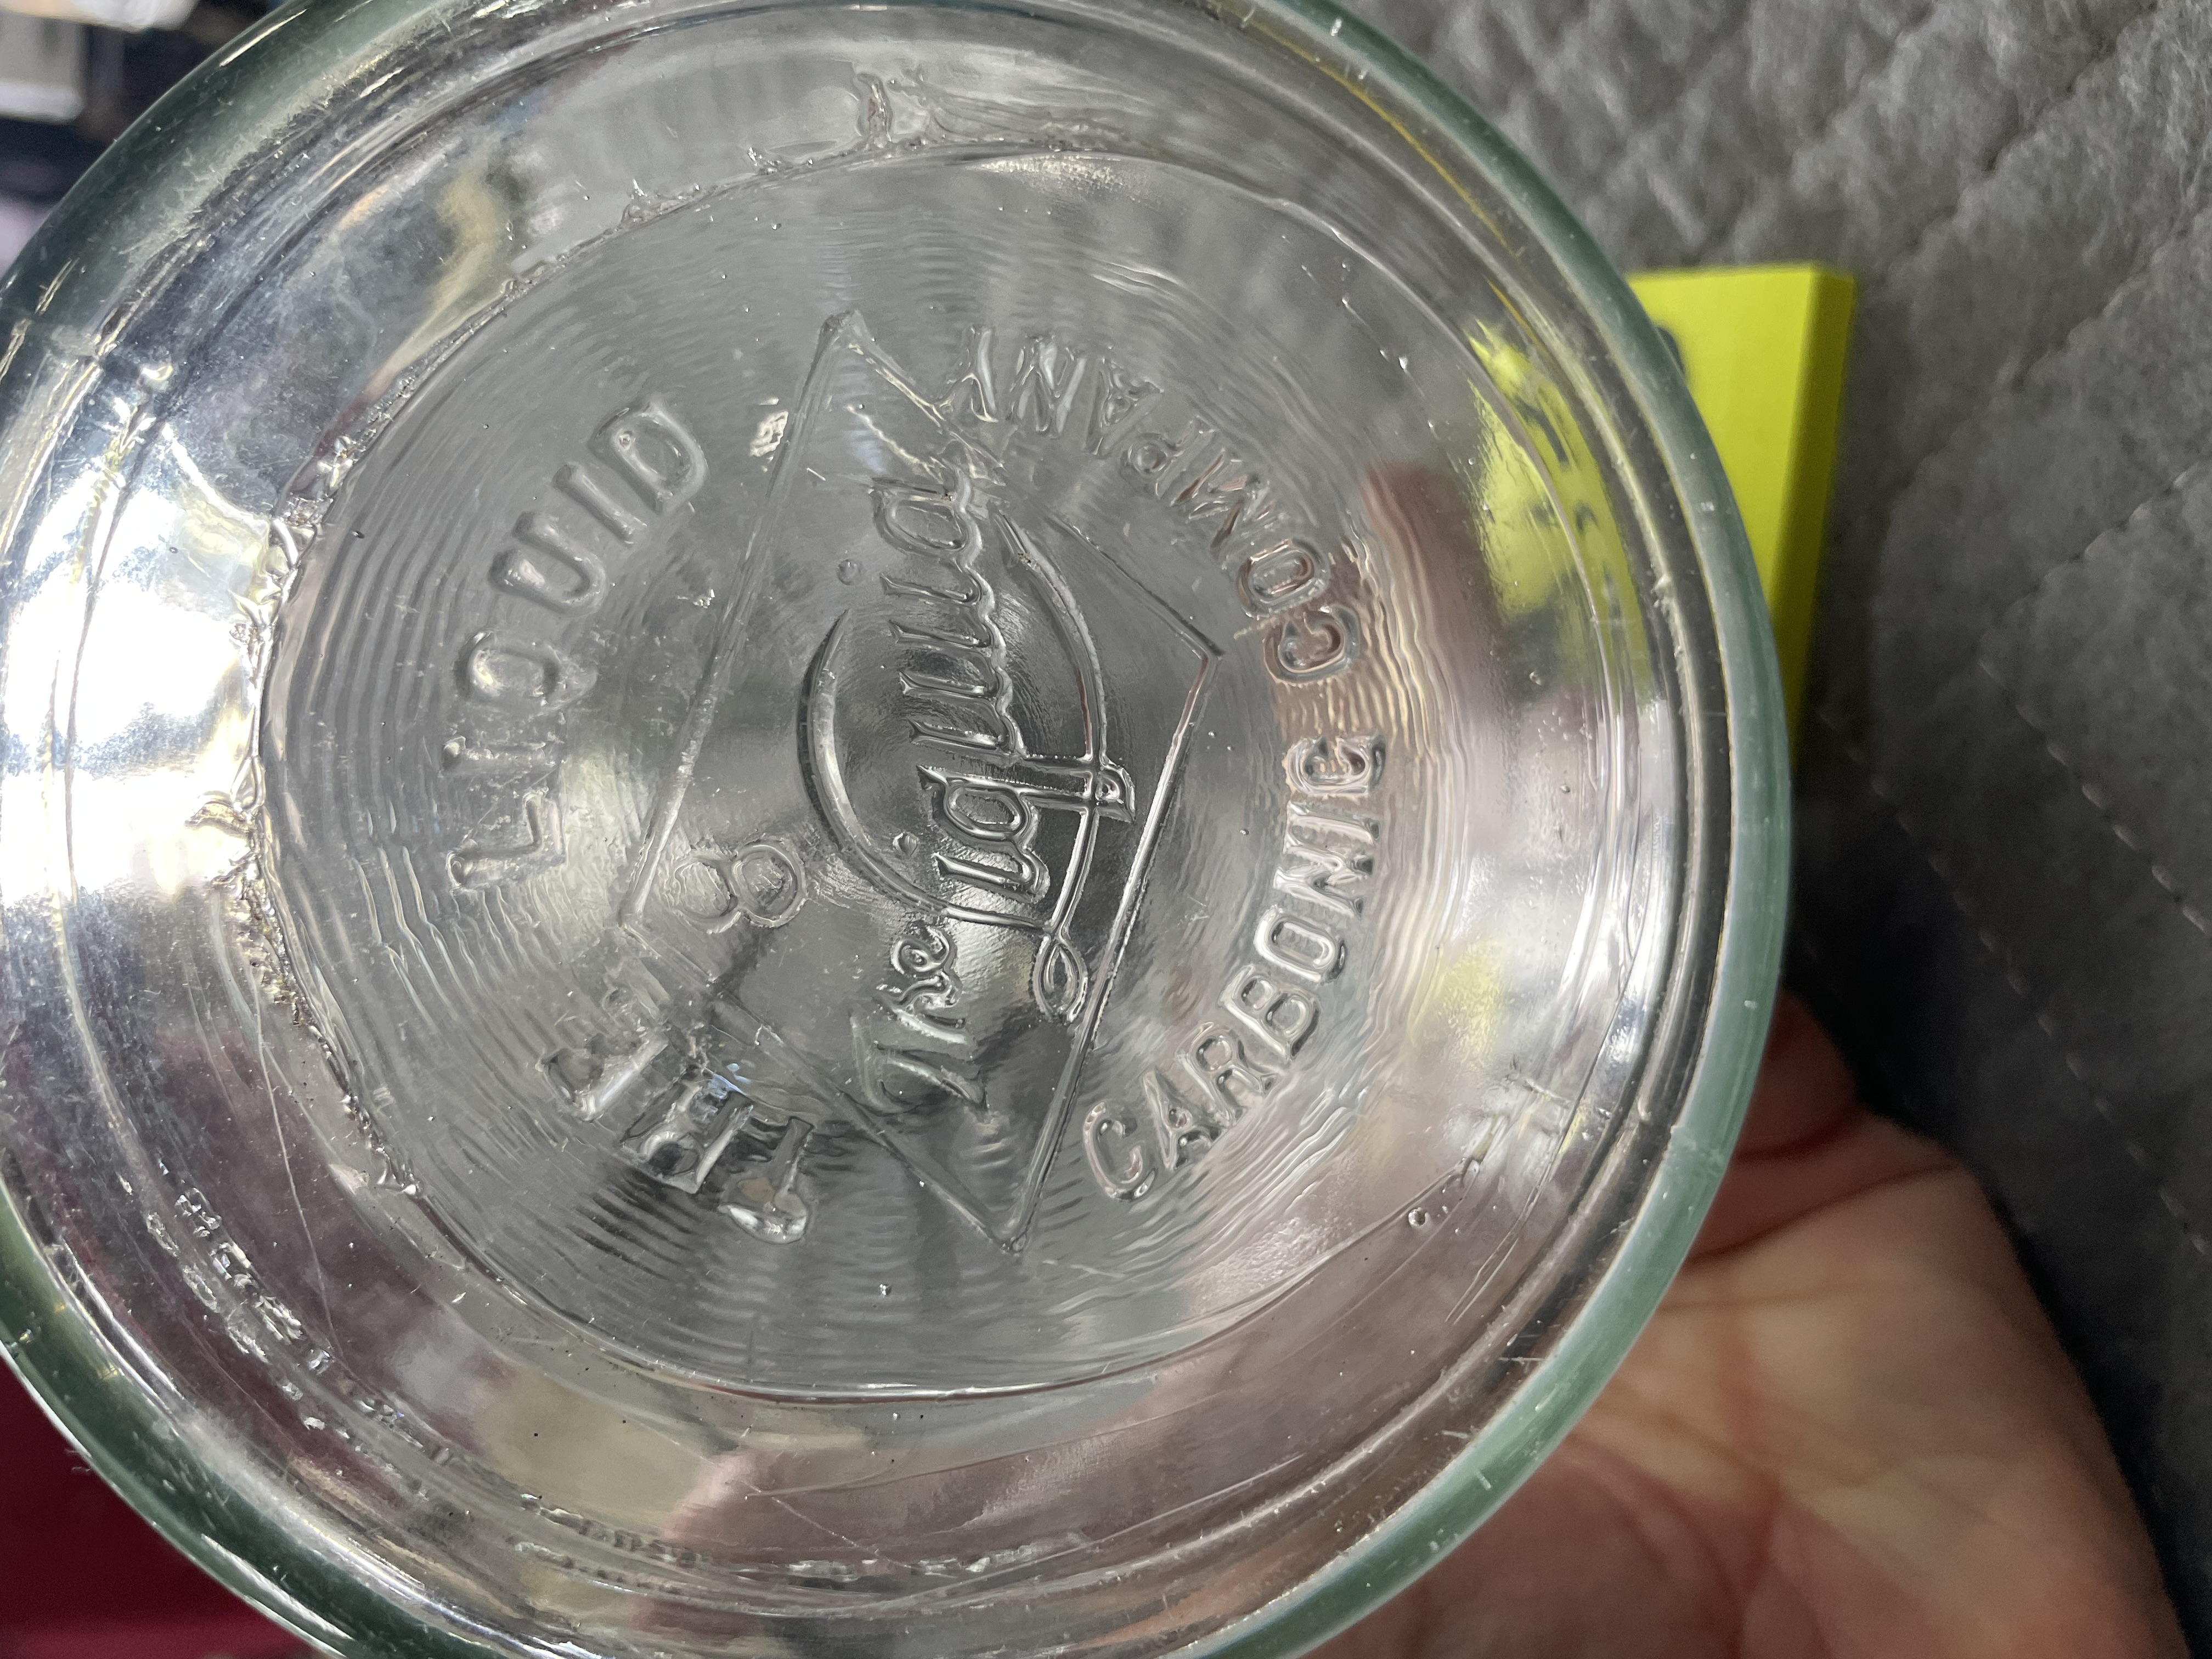 THE LIQUID
CARBONIC COMPANY
8
The Liquid